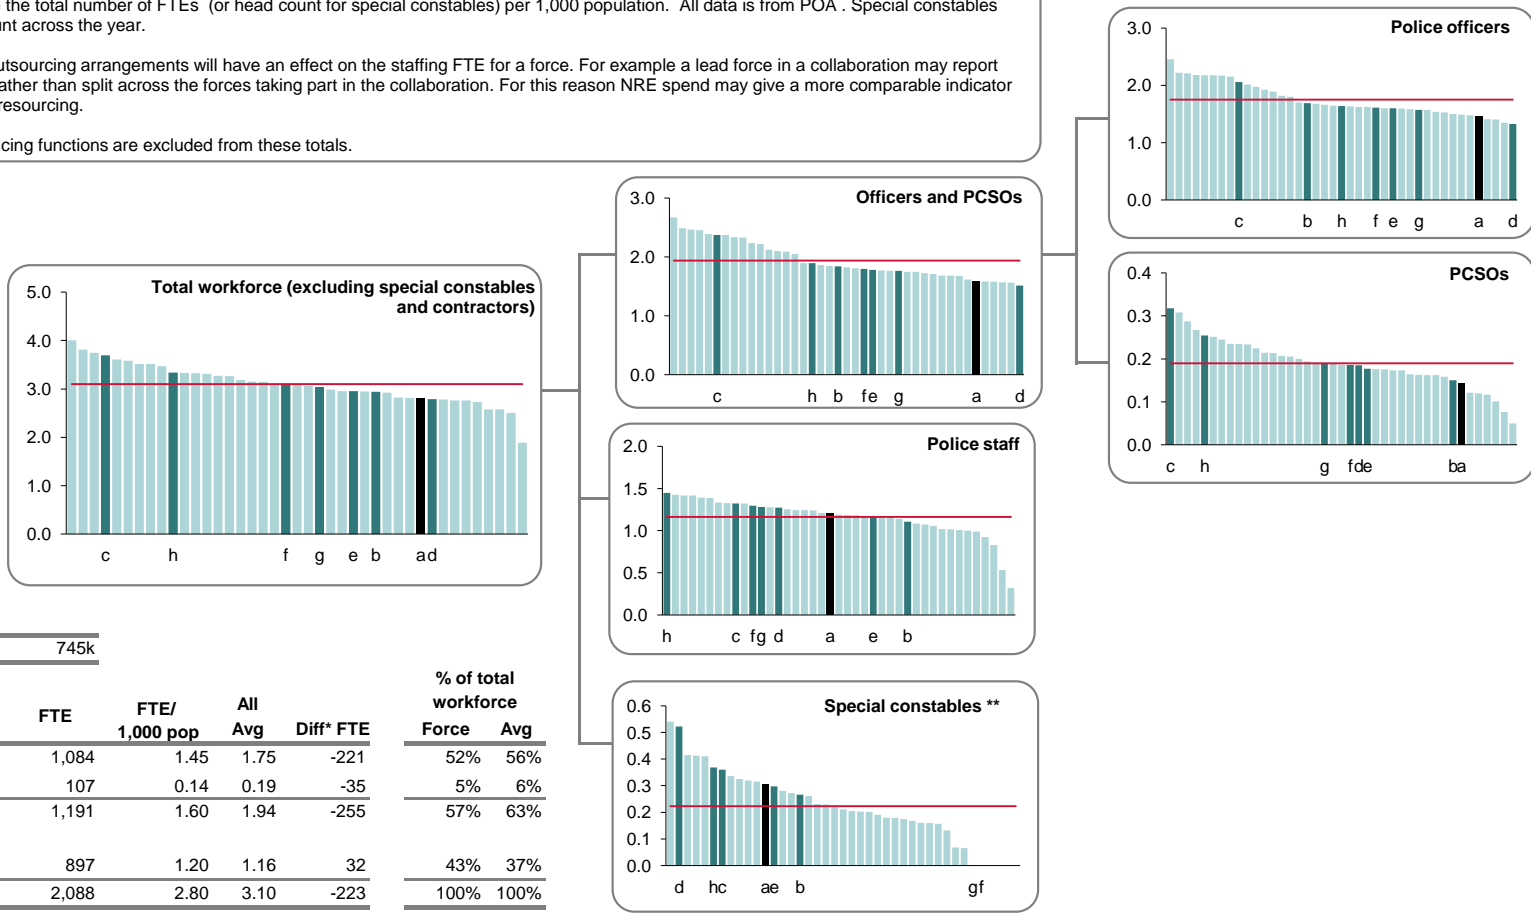 e the total number of FTEs (or head count for special constables) per 1,000 population. All data is from POA . Special constables
unt across the year.
utsourcing arrangements will have an effect on the staffing FTE for a force. For example a lead force in a collaboration may report
ather than split across the forces taking part in the collaboration. For this reason NRE spend may give a more comparable indicator
resourcing.
icing functions are excluded from these totals.
Police officers
3.0
2.0
1.0
0.0
c b h f e g a d
Officers and PCSOs
3.0
2.0
1.0
0.0
c h b f e g a d
PCSOs
0.4
0.3
0.2
0.1
0.0
c h g f d e b a
Total workforce (excluding special constables
and contractors)
5.0
4.0
3.0
2.0
1.0
0.0
c h f g e b a d
Police staff
2.0
1.5
1.0
0.5
0.0
h c f g d a e b
Special constables **
0.6
0.5
0.4
0.3
0.2
0.1
0.0
d h c a e b g f
745k
% of total
workforce
FTE FTE/ 1,000 pop All Avg Diff* FTE Force Avg
1,084 1.45 1.75 -221 52% 56%
107 0.14 0.19 -35 5% 6%
1,191 1.60 1.94 -255 57% 63%
897 1.20 1.16 32 43% 37%
2,088 2.80 3.10 -223 100% 100%